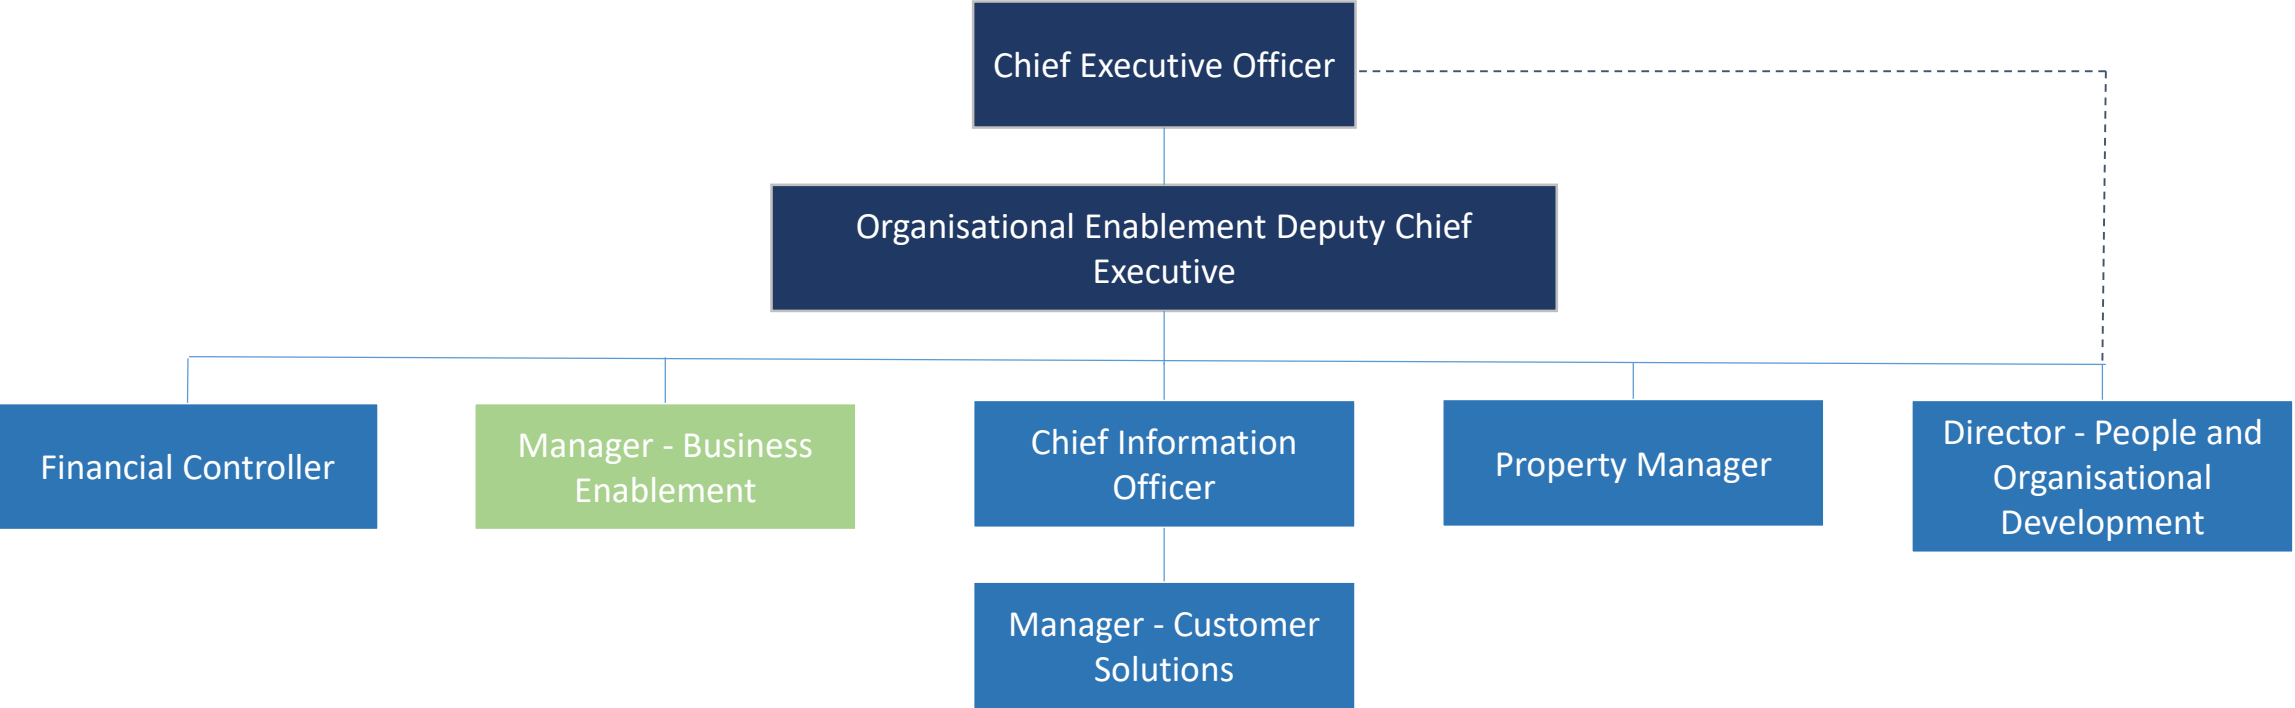 Chief Executive Officer
Organisational Enablement Deputy Chief
Executive
Financial Controller
Manager - Business
Enablement
Chief Information
Officer
Property Manager
Director - People and
Organisational
Development
Manager - Customer
Solutions